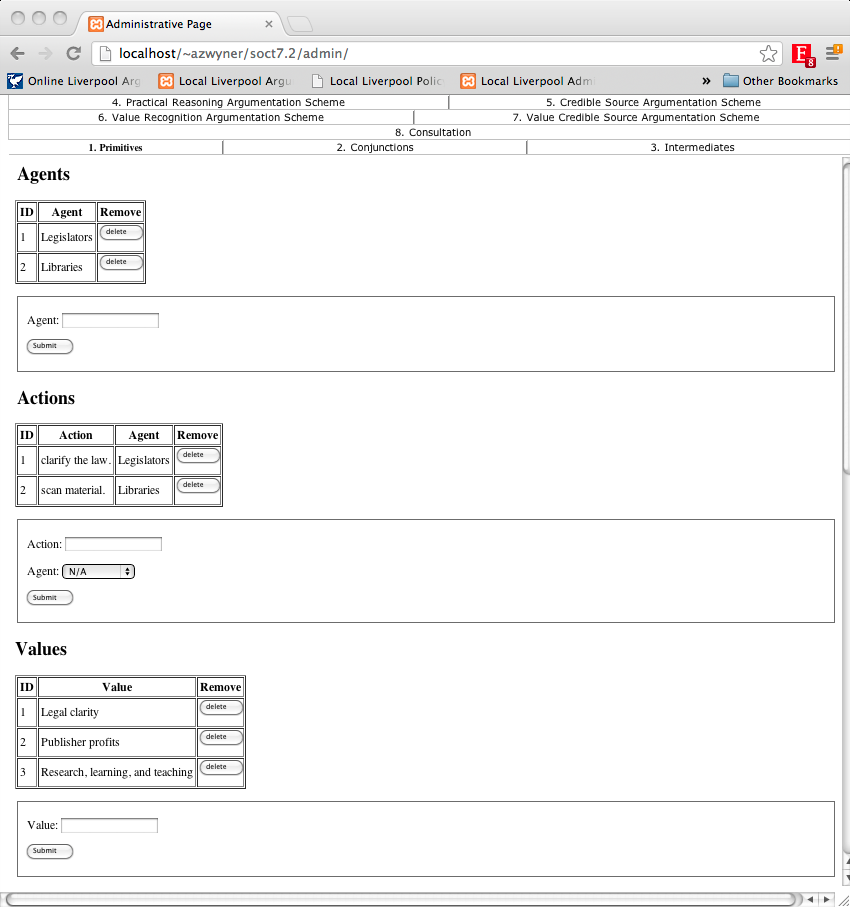 Administrative Page
localhost/~azwyner/soct7.2/admin/
8
Online Liverpool Arg Local Liverpool Argu Local Liverpool Polic Local Liverpool Adm » Other Bookmarks
4. Practical Reasoning Argumentation Scheme 5. Credible Source Argumentation Scheme
6. Value Recognition Argumentation Scheme 7. Value Credible Source Argumentation Scheme
8. Consultation
1. Primitives 2. Conjunctions 3. Intermediates
Agents
ID Agent Remove
1 Legislators delete
2 Libraries delete
Agent:
Submit
Actions
ID Action Agent Remove
1 clarify the law. Legislators delete
2 scan material. Libraries delete
Action:
Agent: N/A
Submit
Values
ID Value Remove
1 Legal clarity delete
2 Publisher profits delete
3 Research, learning, and teaching delete
Value:
Submit